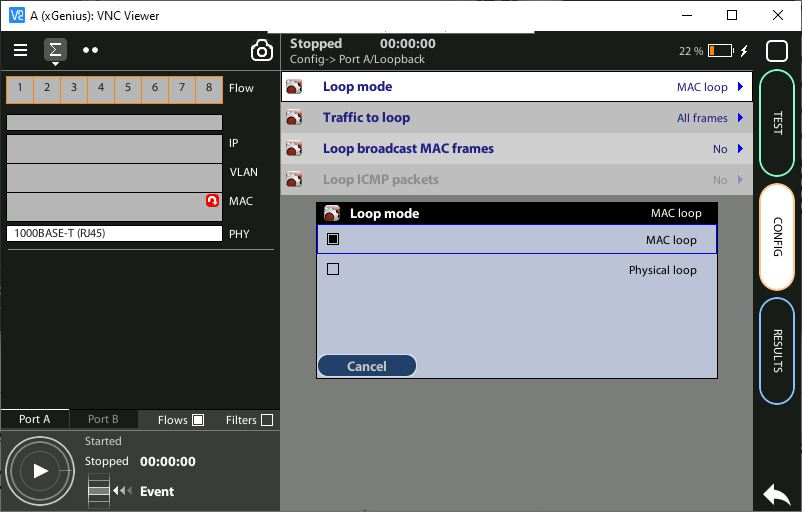 A (xGenius): VNC Viewer
Σ
Stopped 00:00:00
Config-> Port A/Loopback
22 %
1 2 3 4 5 6 7 8 Flow
IP
VLAN
MAC
1000BASE-T (RJ45) PHY
Loop mode MAC loop
Traffic to loop All frames
Loop broadcast MAC frames No
Loop ICMP packets No
Loop mode MAC loop
MAC loop
Physical loop
Cancel
TEST
CONFIG
RESULTS
Port A Port B Flows Filters
Started
Stopped 00:00:00
Event